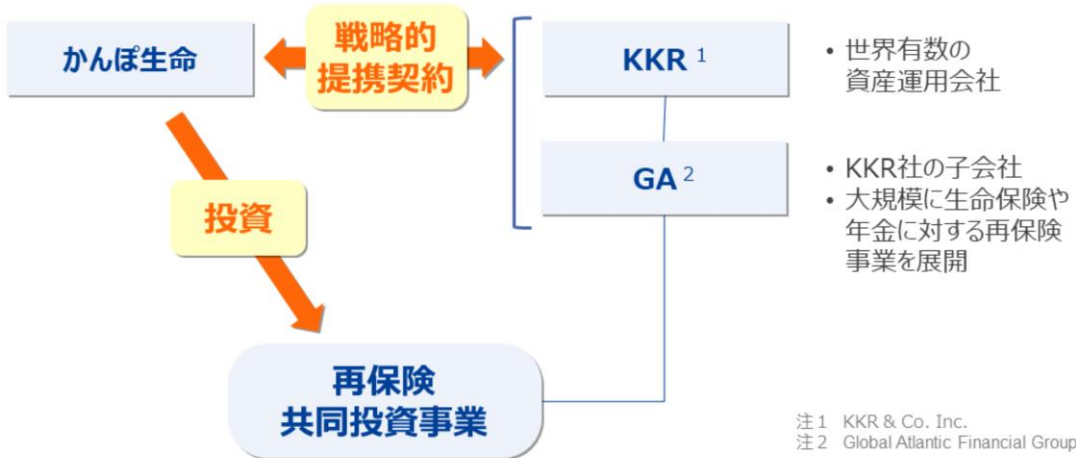 かんぽ生命
戦略的
提携契約
KKR 1
• 世界有数の
資産運用会社
GA 2
• KKR社の子会社
• 大規模に生命保険や
年金に対する再保険
事業を展開
投資
再保険
共同投資事業
注1 KKR & Co. Inc.
注2 Global Atlantic Financial Group